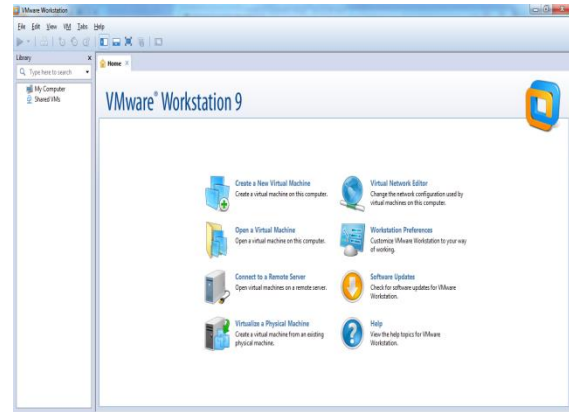 VMware Workstation
File Edit View VM Tabs Help
Library x
Type here to search
Home x
My Computer
Shared VMs
VMware® Workstation 9
Create a New Virtual Machine
Create a virtual machine on this computer.
Virtual Network Editor
Change the network configuration used by
virtual machines on this computer.
Open a Virtual Machine
Open a virtual machine on this computer.
Workstation Preferences
Customize VMware Workstation to your way
of working.
Connect to a Remote Server
Open virtual machines on a remote server.
Software Updates
Check for software updates for VMware
Workstation.
Virtualize a Physical Machine
Create a virtual machine from an existing
physical machine.
Help
View the help topics for VMware
Workstation.